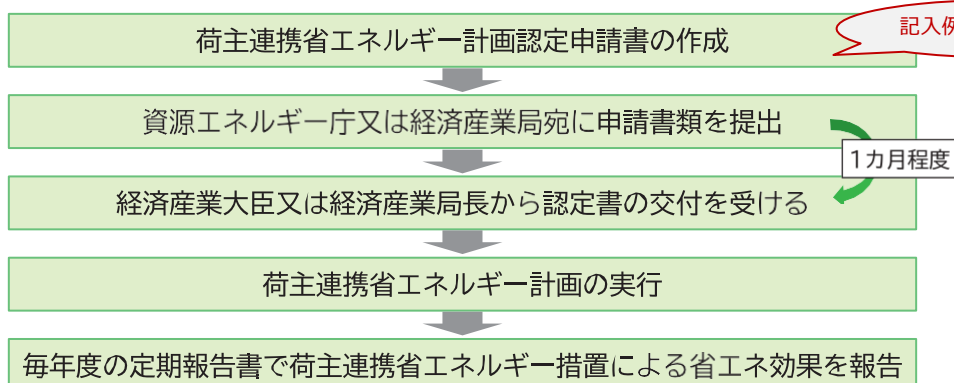 荷主連携省エネルギー計画認定申請書の作成
記入例
資源エネルギー庁又は経済産業局宛に申請書類を提出
1カ月程度
経済産業大臣又は経済産業局長から認定書の交付を受ける
荷主連携省エネルギー計画の実行
毎年度の定期報告書で荷主連携省エネルギー措置による省エネ効果を報告